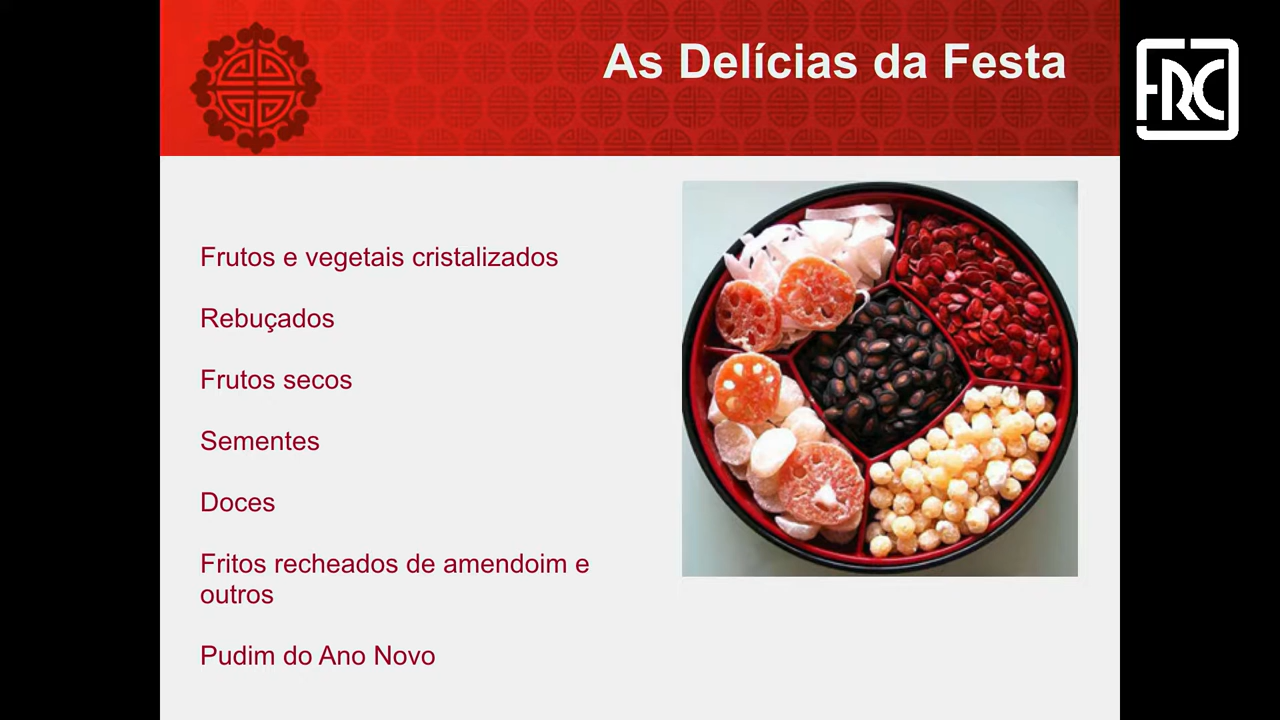 As Delícias da Festa
FRC
Frutos e vegetais cristalizados
Rebuçados
Frutos secos
Sementes
Doces
Fritos recheados de amendoim e
outros
Pudim do Ano Novo